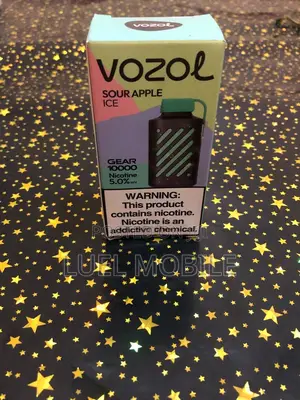 VOZOL
SOUR APPLE
ICE
GEAR
10000
Nicotine
5.0%
WARNING:
This product
contains nicotine.
Nicotine is an
addictive chemical.
LUEL MOBILE